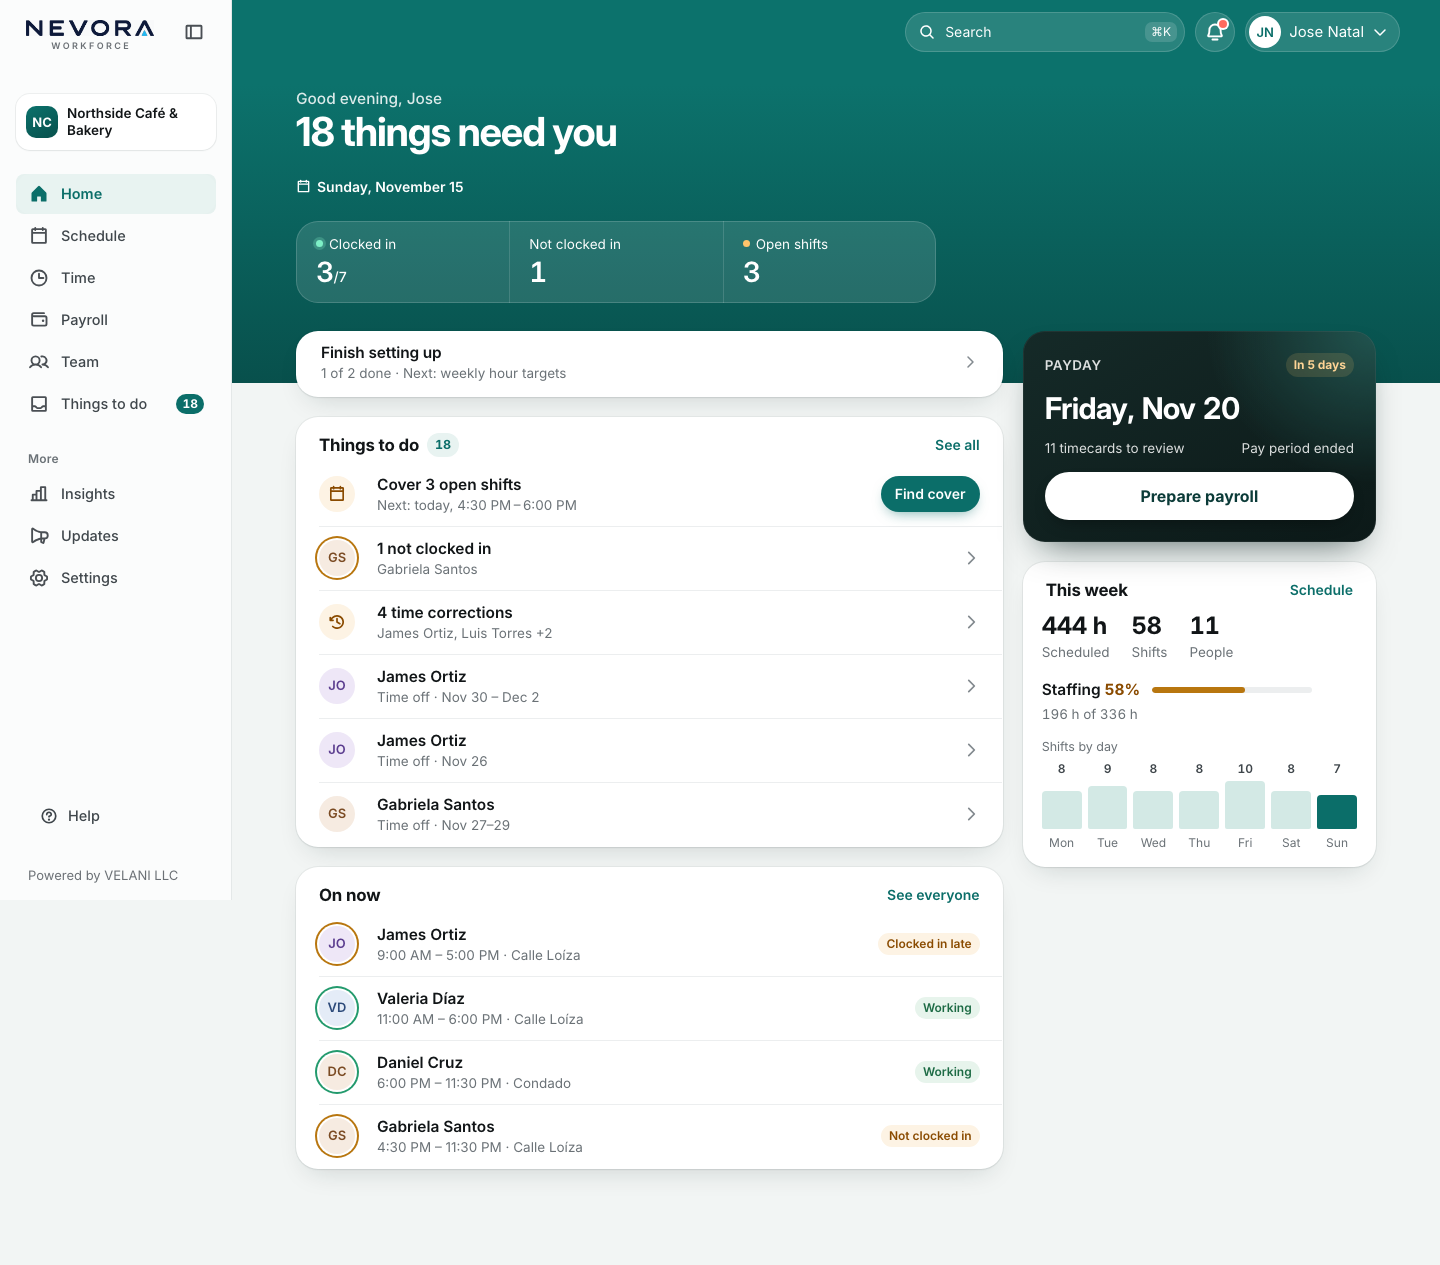 NEVORA
WORKFORCE
Search
⌘K
JN
Jose Natal
NC
Northside Café &
Bakery
Home
Schedule
Time
Payroll
Team
Things to do
18
More
Insights
Updates
Settings
Help
Powered by VELANI LLC
Good evening, Jose
18 things need you
Sunday, November 15
Clocked in
3/7
Not clocked in
1
Open shifts
3
Finish setting up
1 of 2 done · Next: weekly hour targets
Things to do
18
See all
Cover 3 open shifts
Next: today, 4:30 PM – 6:00 PM
Find cover
GS
1 not clocked in
Gabriela Santos
4 time corrections
James Ortiz, Luis Torres +2
JO
James Ortiz
Time off · Nov 30 – Dec 2
JO
James Ortiz
Time off · Nov 26
GS
Gabriela Santos
Time off · Nov 27–29
On now
See everyone
JO
James Ortiz
9:00 AM – 5:00 PM · Calle Loíza
Clocked in late
VD
Valeria Díaz
11:00 AM – 6:00 PM · Calle Loíza
Working
DC
Daniel Cruz
6:00 PM – 11:30 PM · Condado
Working
GS
Gabriela Santos
4:30 PM – 11:30 PM · Calle Loíza
Not clocked in
PAYDAY
In 5 days
Friday, Nov 20
11 timecards to review
Pay period ended
Prepare payroll
This week
Schedule
444 h
58
11
Scheduled
Shifts
People
Staffing 58%
196 h of 336 h
Shifts by day
8 9 8 8 10 8 7
Mon Tue Wed Thu Fri Sat Sun